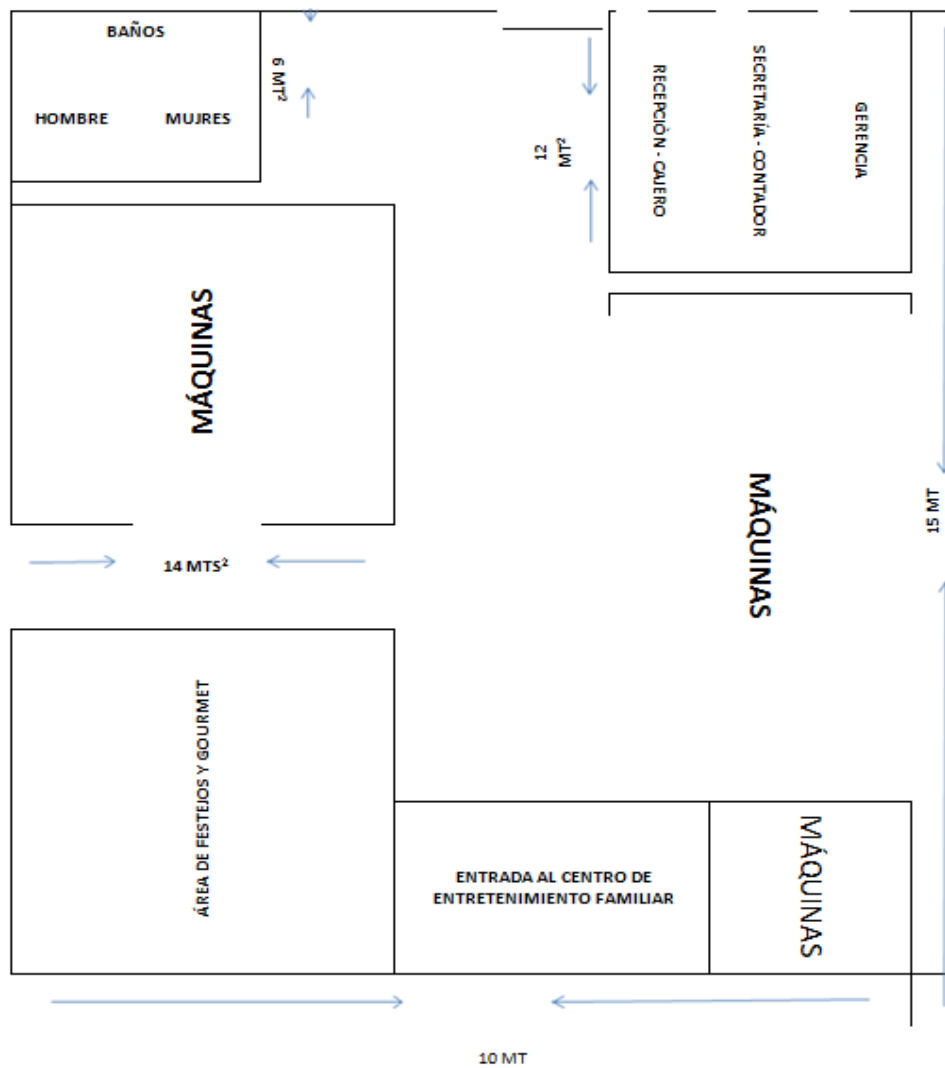 BAÑOS
HOMBRE MUJRES
6 MT²
12
MT²
RECEPCIÒN - CAJERO
SECRETARÍA - CONTADOR
GERENCIA
MÁQUINAS
14 MTS²
MÁQUINAS
15 MT
ÁREA DE FESTEJOS Y GOURMET
ENTRADA AL CENTRO DE
ENTRETENIMIENTO FAMILIAR
MÁQUINAS
10 MT